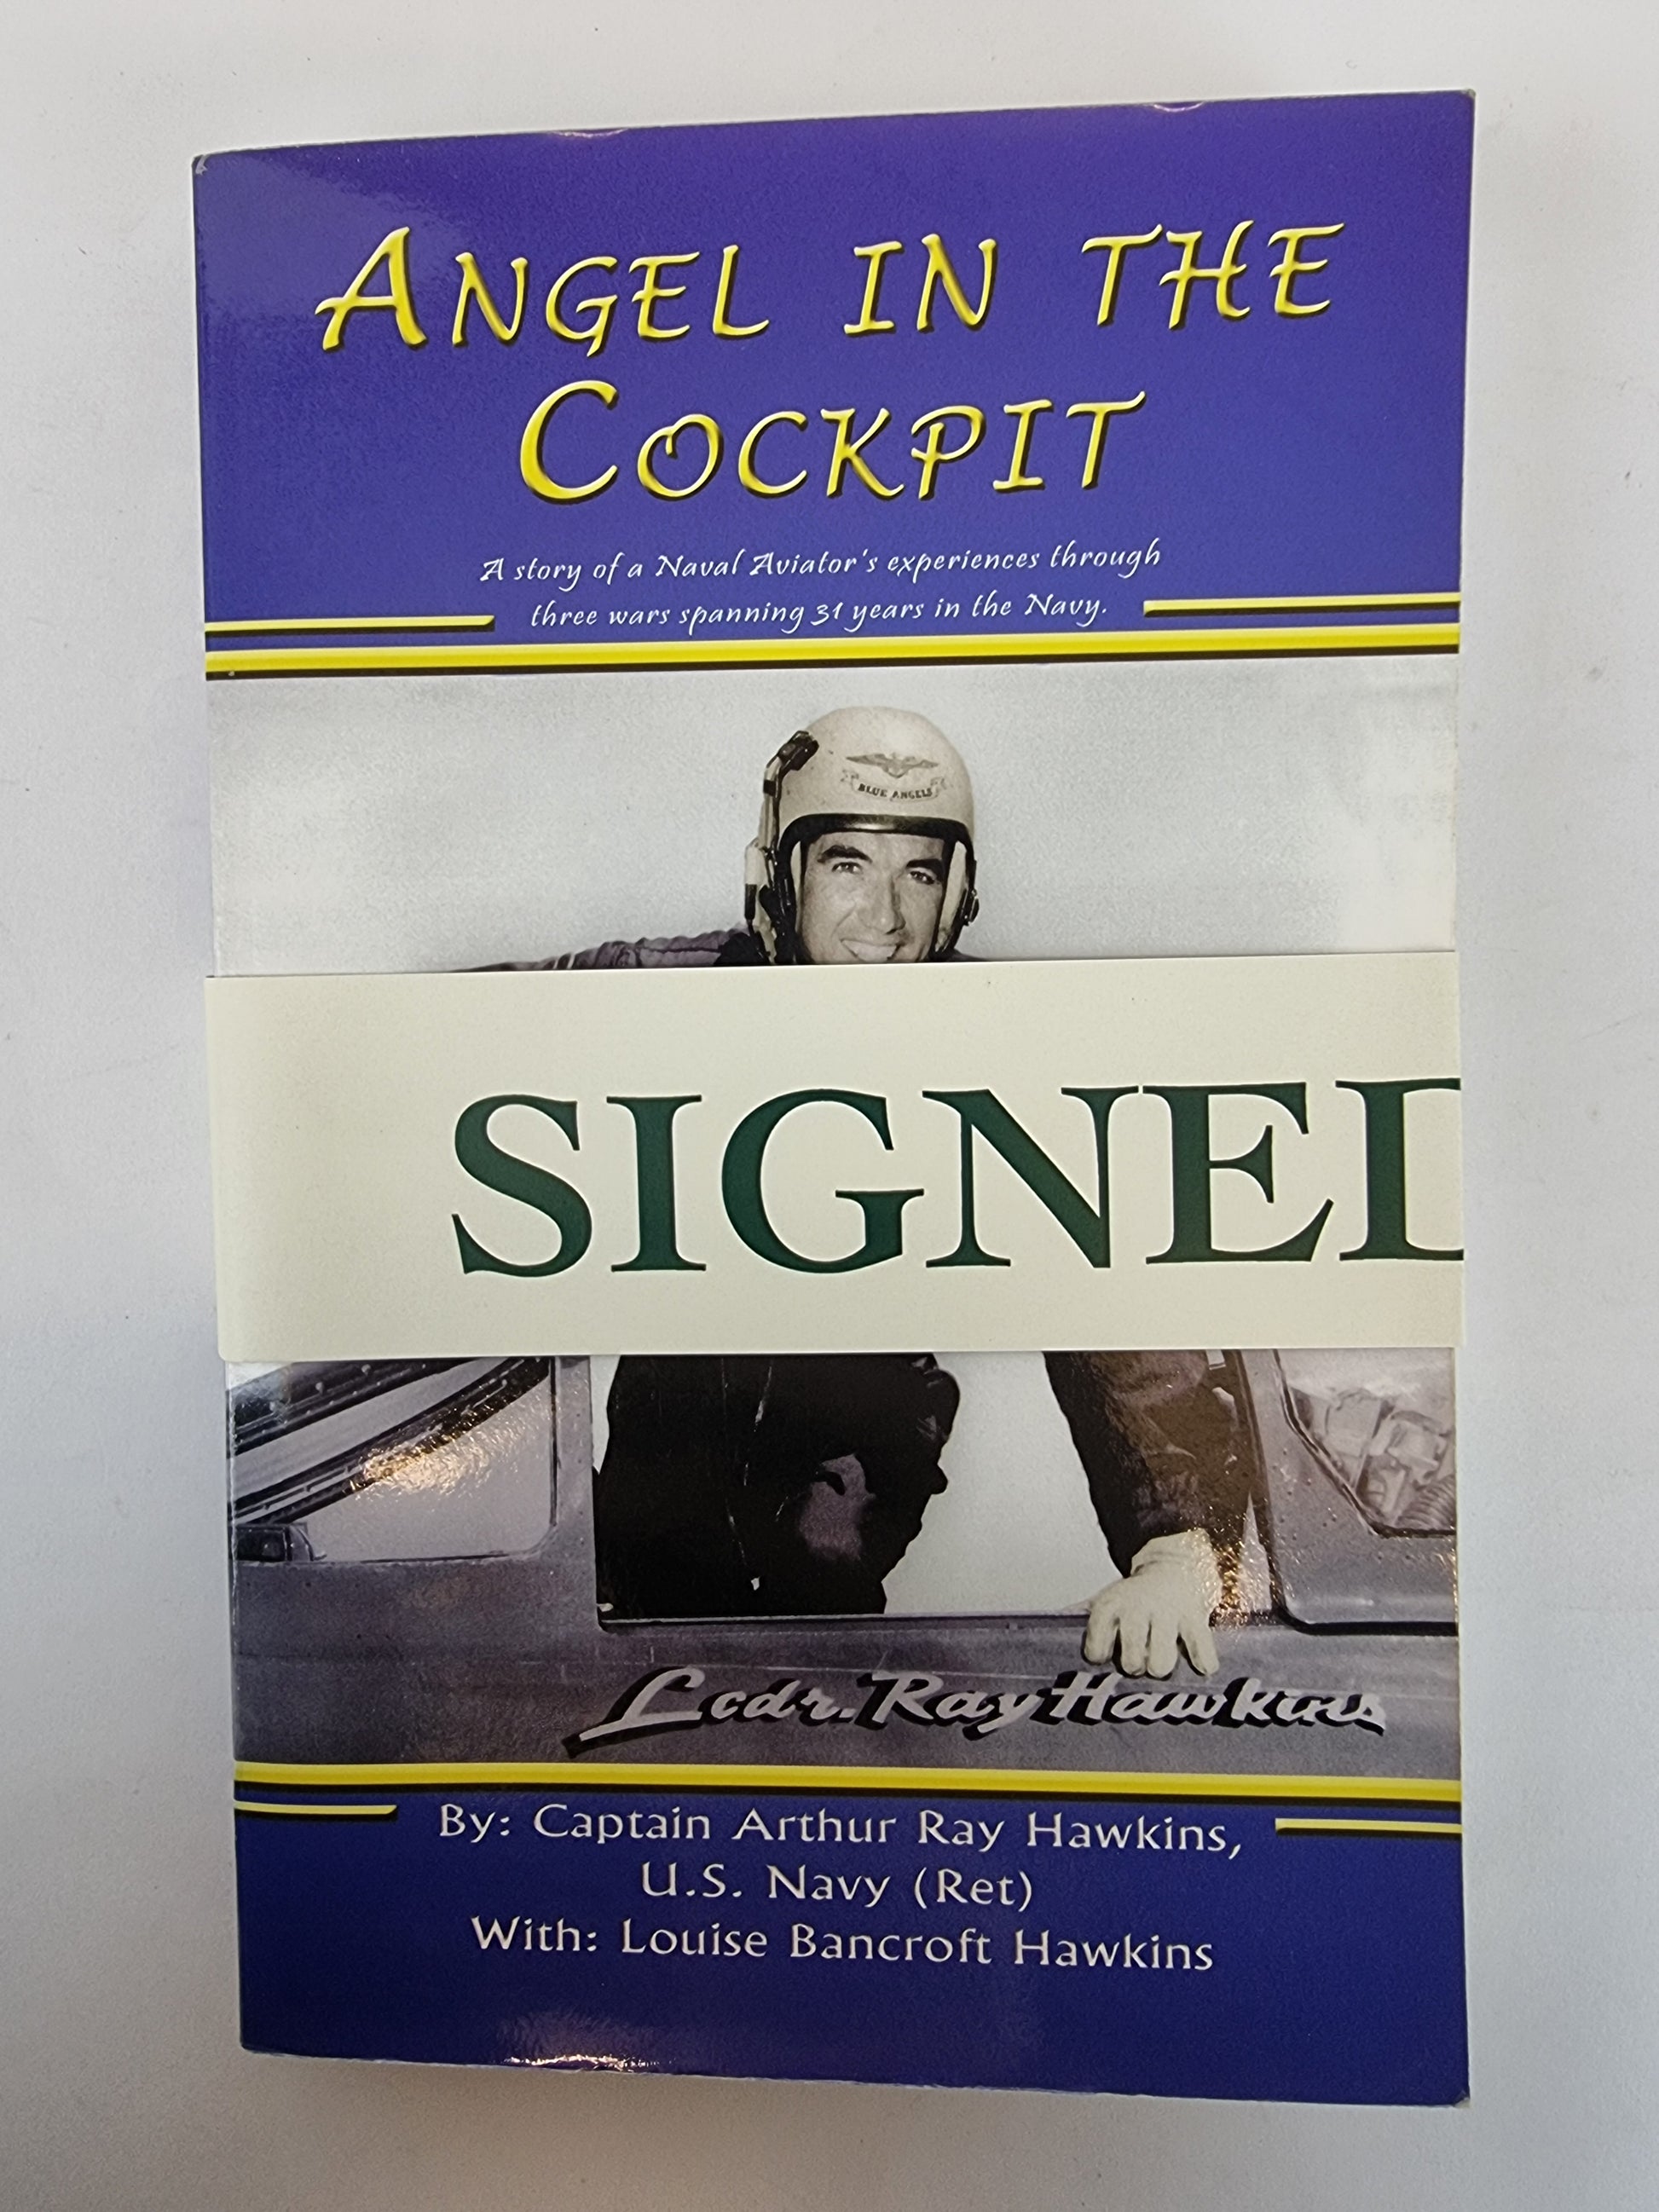 ANGEL IN THE
COCKPIT
A story of a Naval Aviator's experiences through
three wars spanning 31 years in the Navy.
BLUE ANGELS
SIGNED
Lcdr. Ray Hawkins
By: Captain Arthur Ray Hawkins,
U.S. Navy (Ret)
With: Louise Bancroft Hawkins